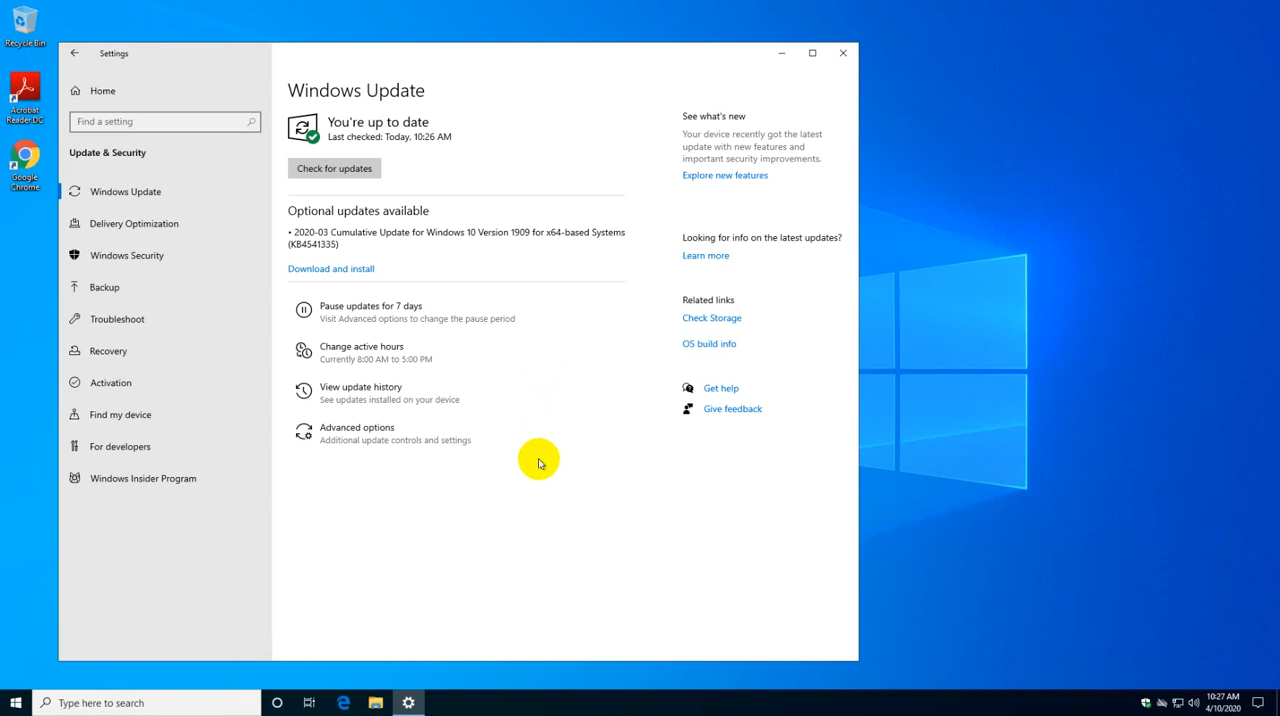 Recycle Bin
Acrobat
Reader DC
Google
Chrome
Settings
Home
Find a setting
Update & Security
Windows Update
Delivery Optimization
Windows Security
Backup
Troubleshoot
Recovery
Activation
Find my device
For developers
Windows Insider Program
Windows Update
You're up to date
Last checked: Today, 10:26 AM
Check for updates
Optional updates available
• 2020-03 Cumulative Update for Windows 10 Version 1909 for x64-based Systems
(KB4541335)
Download and install
Pause updates for 7 days
Visit Advanced options to change the pause period
Change active hours
Currently 8:00 AM to 5:00 PM
View update history
See updates installed on your device
Advanced options
Additional update controls and settings
See what's new
Your device recently got the latest
update with new features and
important security improvements.
Explore new features
Looking for info on the latest updates?
Learn more
Related links
Check Storage
OS build info
Get help
Give feedback
Type here to search
10:27 AM
4/10/2020